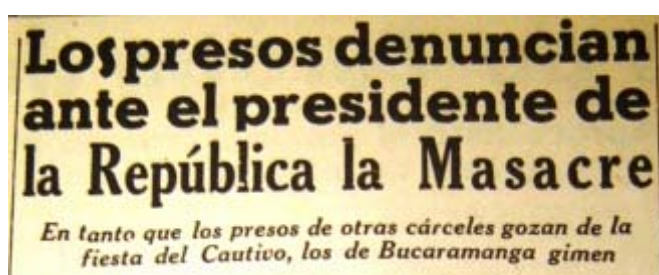 Los presos denuncian
ante el presidente de
la República la Masacre
En tanto que los presos de otras cárceles gozan de la
fiesta del Cautivo, los de Bucaramanga gimen